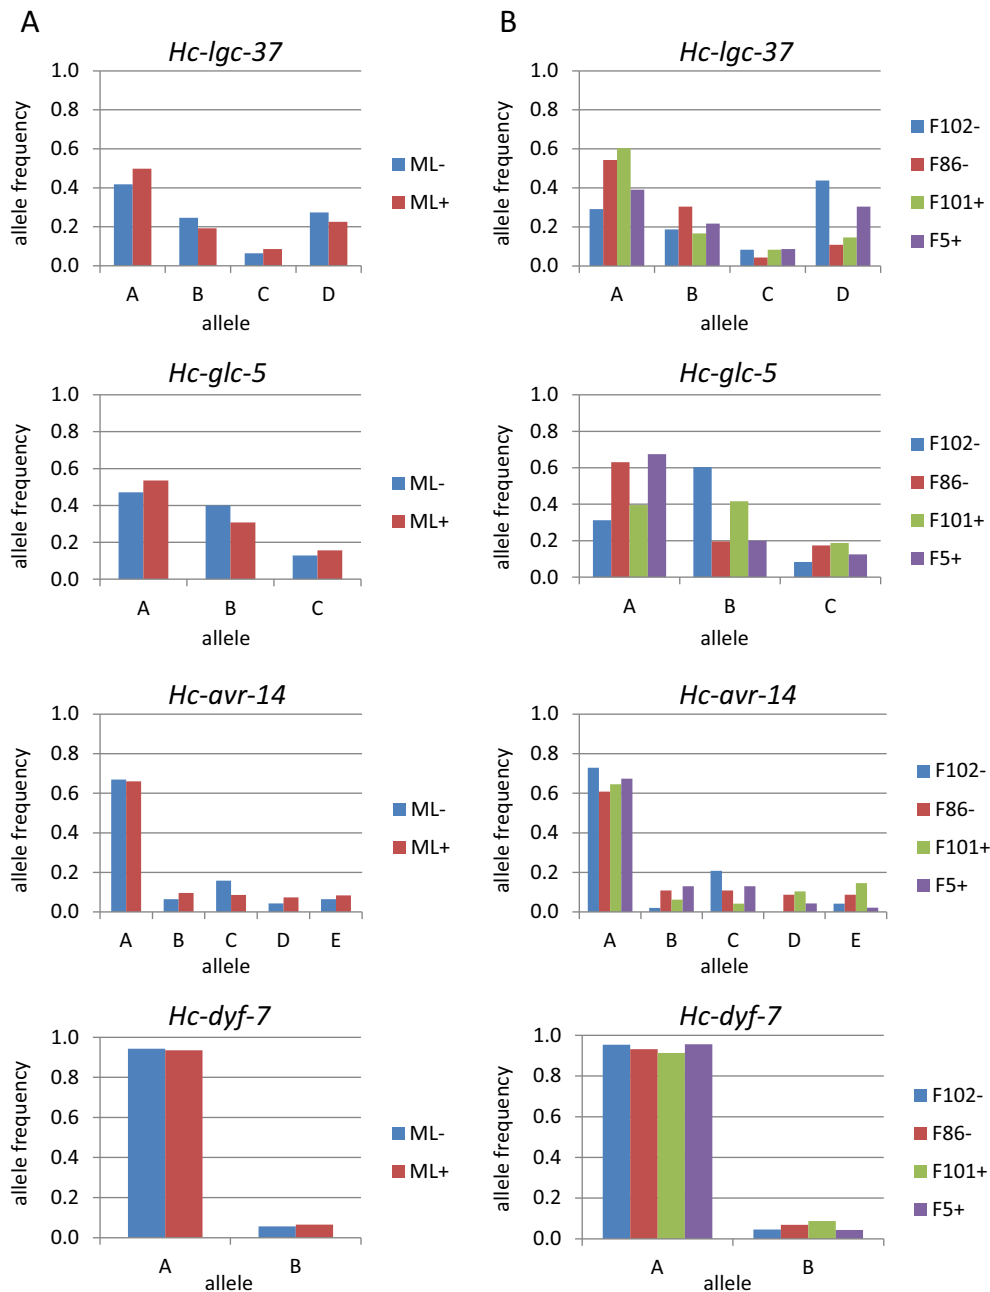 A
B
Hc-lgc-37
1.0
0.8
0.6
0.4
0.2
0.0
allele frequency
A B C D
allele
ML-
ML+
Hc-lgc-37
1.0
0.8
0.6
0.4
0.2
0.0
allele frequency
A B C D
allele
F102-
F86-
F101+
F5+
Hc-glc-5
1.0
0.8
0.6
0.4
0.2
0.0
allele frequency
A B C
allele
ML-
ML+
Hc-glc-5
1.0
0.8
0.6
0.4
0.2
0.0
allele frequency
A B C
allele
F102-
F86-
F101+
F5+
Hc-avr-14
1.0
0.8
0.6
0.4
0.2
0.0
allele frequency
A B C D E
allele
ML-
ML+
Hc-avr-14
1.0
0.8
0.6
0.4
0.2
0.0
allele frequency
A B C D E
allele
F102-
F86-
F101+
F5+
Hc-dyf-7
1.0
0.8
0.6
0.4
0.2
0.0
allele frequency
A B
allele
ML-
ML+
Hc-dyf-7
1.0
0.8
0.6
0.4
0.2
0.0
allele frequency
A B
allele
F102-
F86-
F101+
F5+